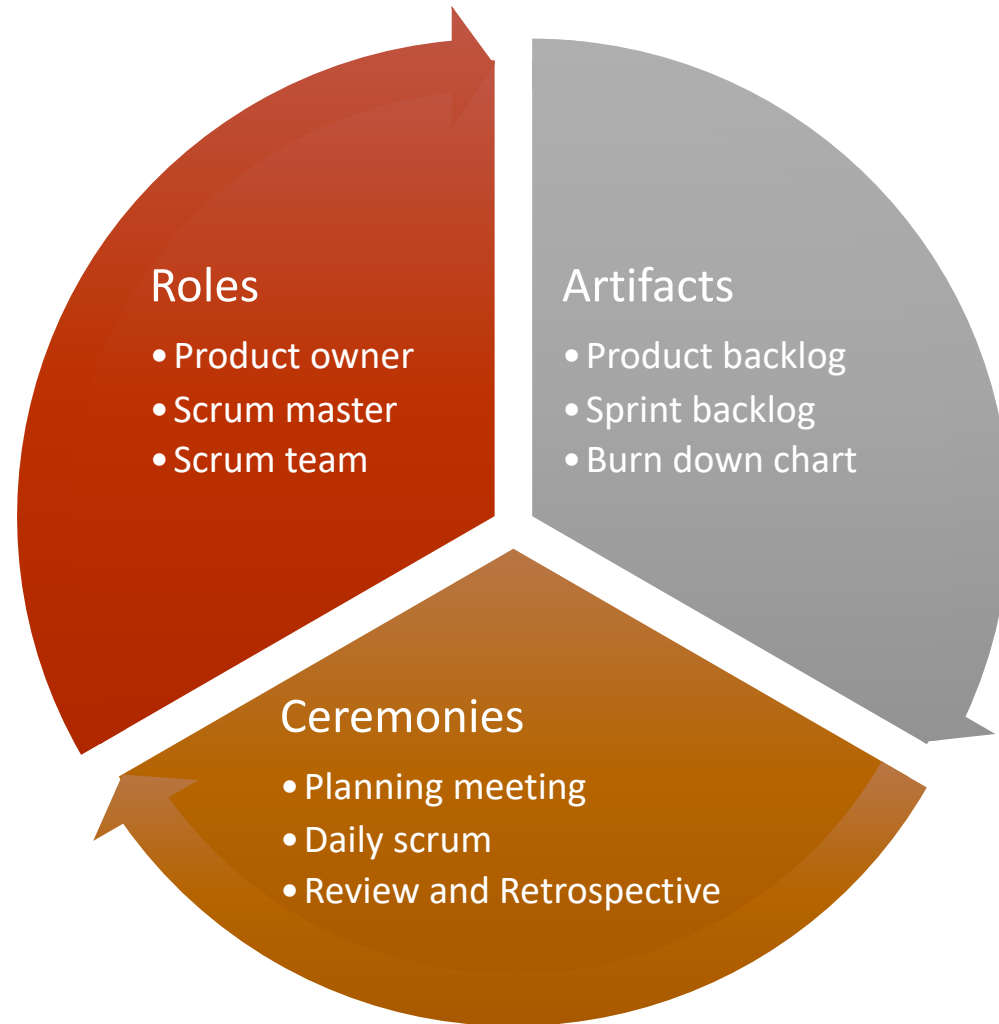 Roles
• Product owner
• Scrum master
• Scrum team
Artifacts
• Product backlog
• Sprint backlog
• Burn down chart
Ceremonies
• Planning meeting
• Daily scrum
• Review and Retrospective